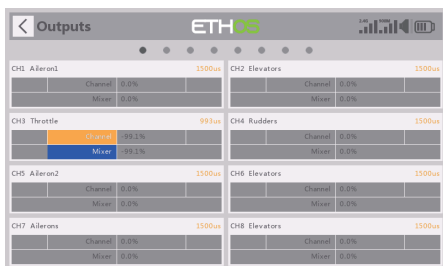 Outputs
ETHOS
CH1 Aileron1 1500us
Channel 0.0%
Mixer 0.0%
CH2 Elevators 1500us
Channel 0.0%
Mixer 0.0%
CH3 Throttle 993us
Channel -99.1%
Mixer -99.1%
CH4 Rudders 1500us
Channel 0.0%
Mixer 0.0%
CH5 Aileron2 1500us
Channel 0.0%
Mixer 0.0%
CH6 Elevators 1500us
Channel 0.0%
Mixer 0.0%
CH7 Ailerons 1500us
Channel 0.0%
Mixer 0.0%
CH8 Elevators 1500us
Channel 0.0%
Mixer 0.0%